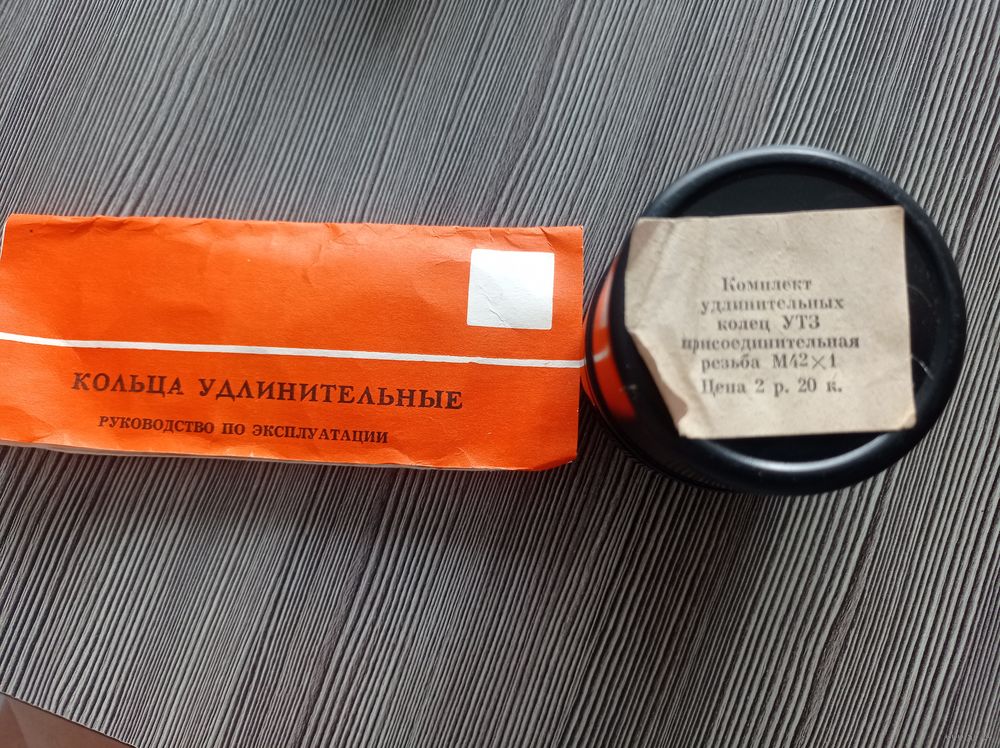 КОЛЬЦА УДЛИНИТЕЛЬНЫЕ
РУКОВОДСТВО ПО ЭКСПЛУАТАЦИИ
Комплект
удлинительных
колец УТЗ
присоединительная
резьба М42×1
Цена 2 р. 20 к.